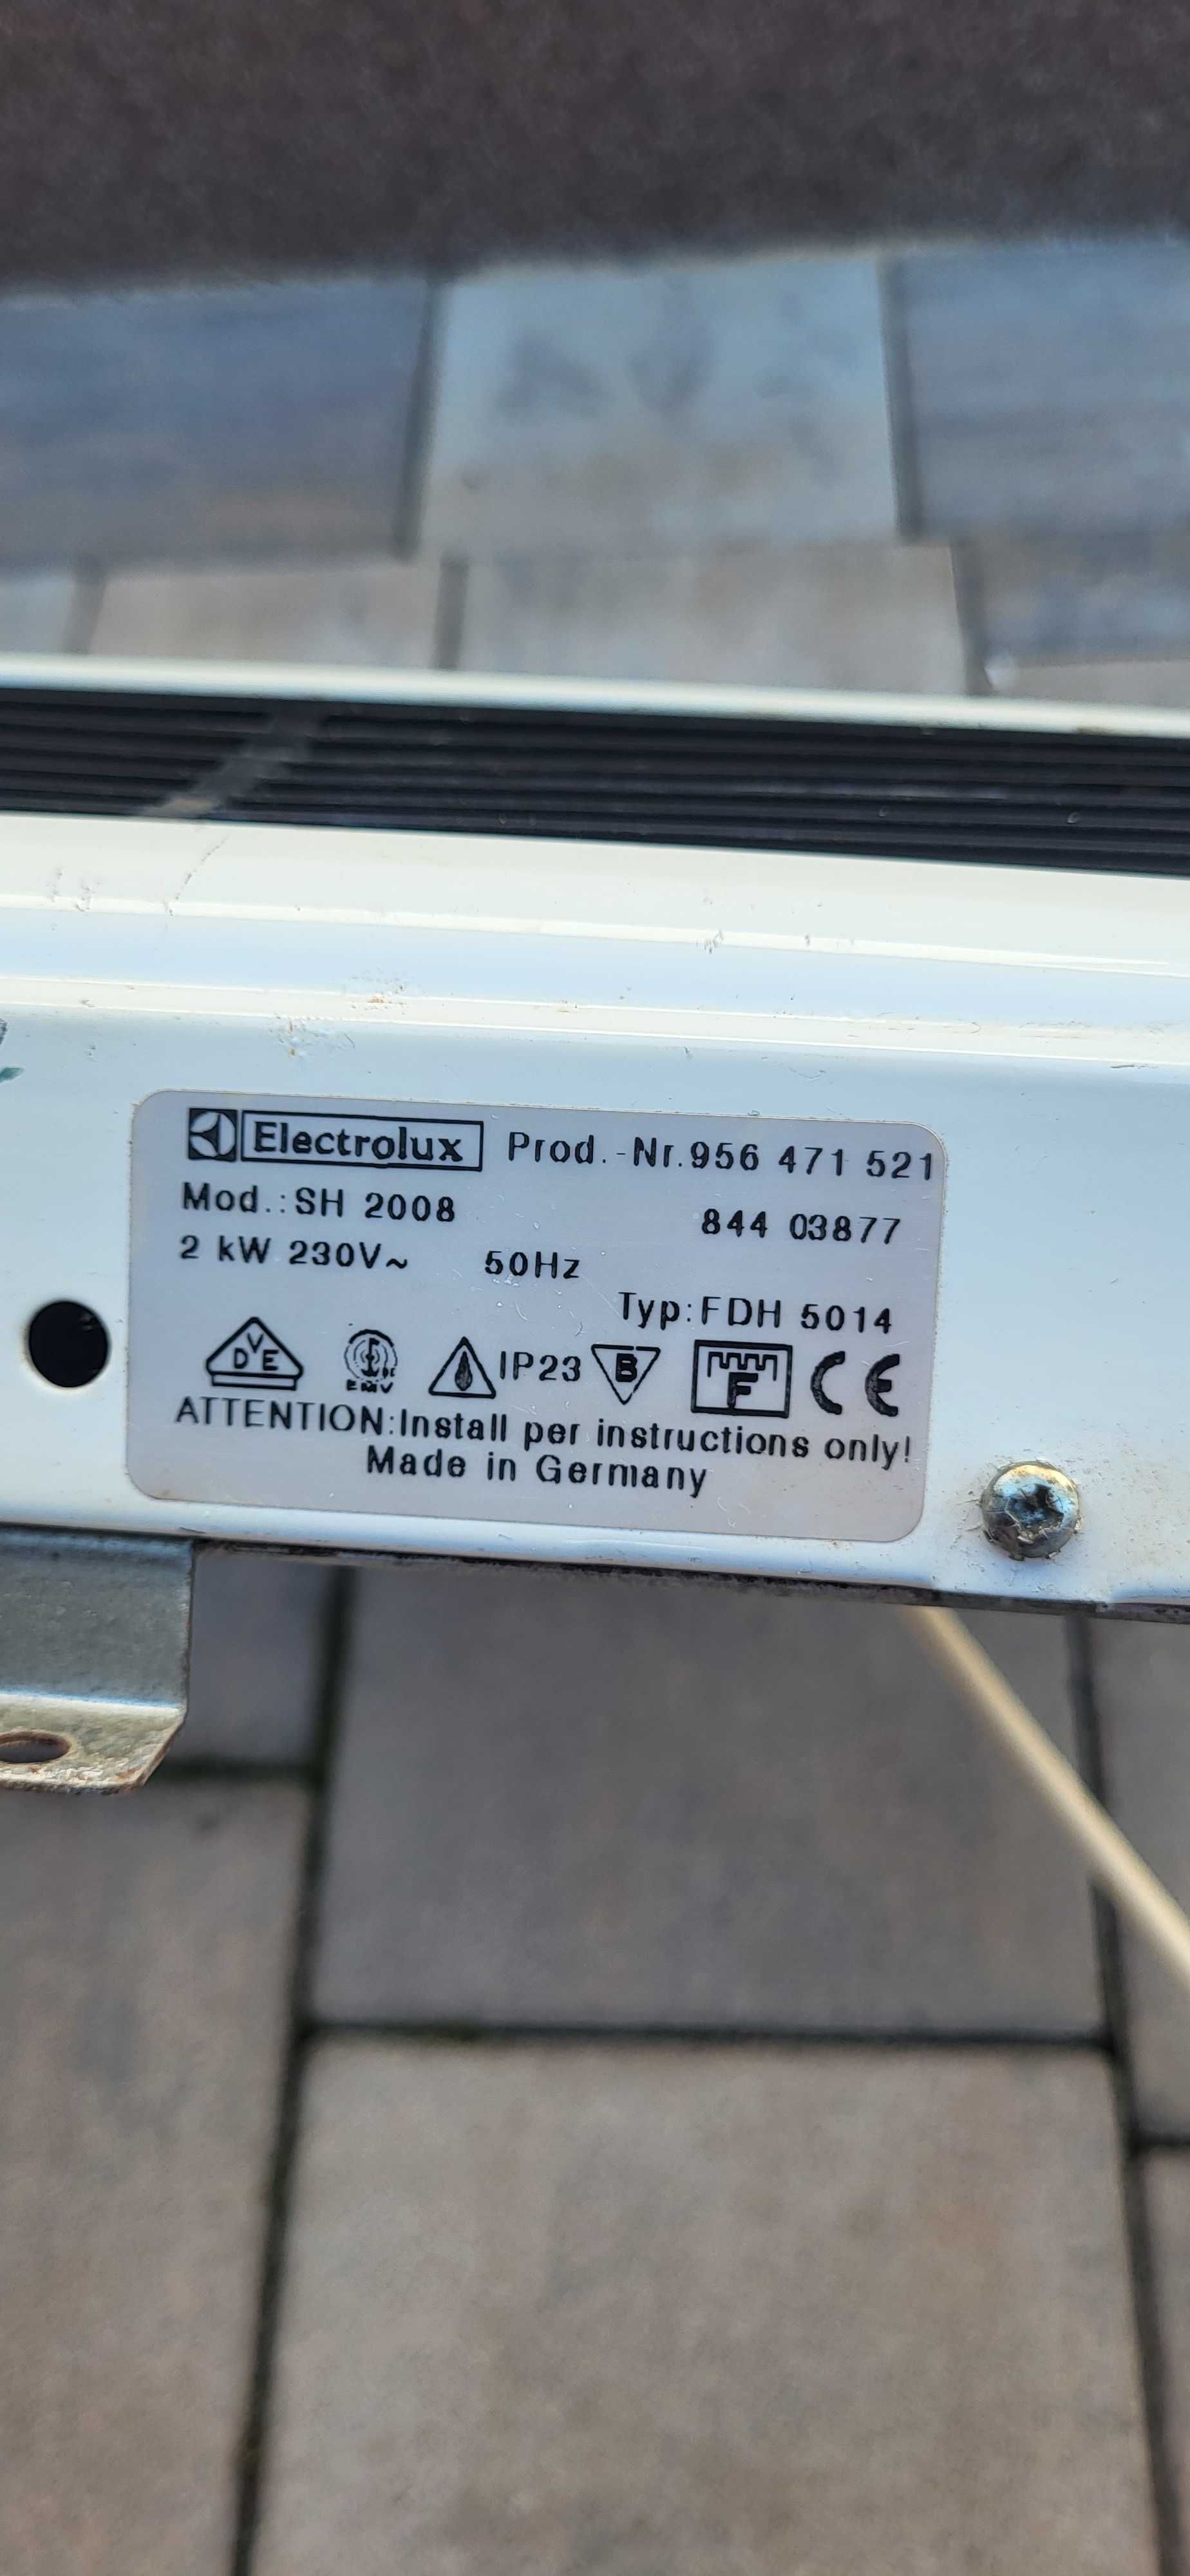 Electrolux Prod.-Nr.956 471 521
Mod.:SH 2008 844 03877
2 kW 230V~ 50Hz
Typ:FDH 5014
VDE EMV IP23 B F CE
ATTENTION:Install per instructions only!
Made in Germany